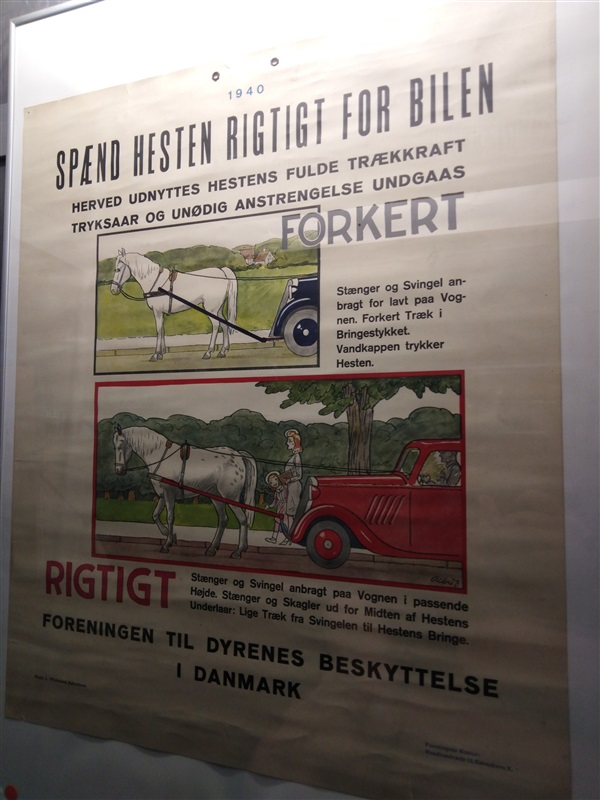 1940
SPÆND HESTEN RIGTIGT FOR BILEN
HERVED UDNYTTES HESTENS FULDE TRÆKKRAFT
TRYKSAAR OG UNØDIG ANSTRENGELSE UNDGAAS
FORKERT
Stænger og Svingel an-
bragt for lavt paa Vog-
nen. Forkert Træk i
Bringestykket.
Vandkappen trykker
Hesten.
RIGTIGT
Stænger og Svingel anbragt paa Vognen i passende
Højde. Stænger og Skagler ud for Midten af Hestens
Underlaar: Lige Træk fra Svingelen til Hestens Bringe.
FORENINGEN TIL DYRENES BESKYTTELSE
I DANMARK